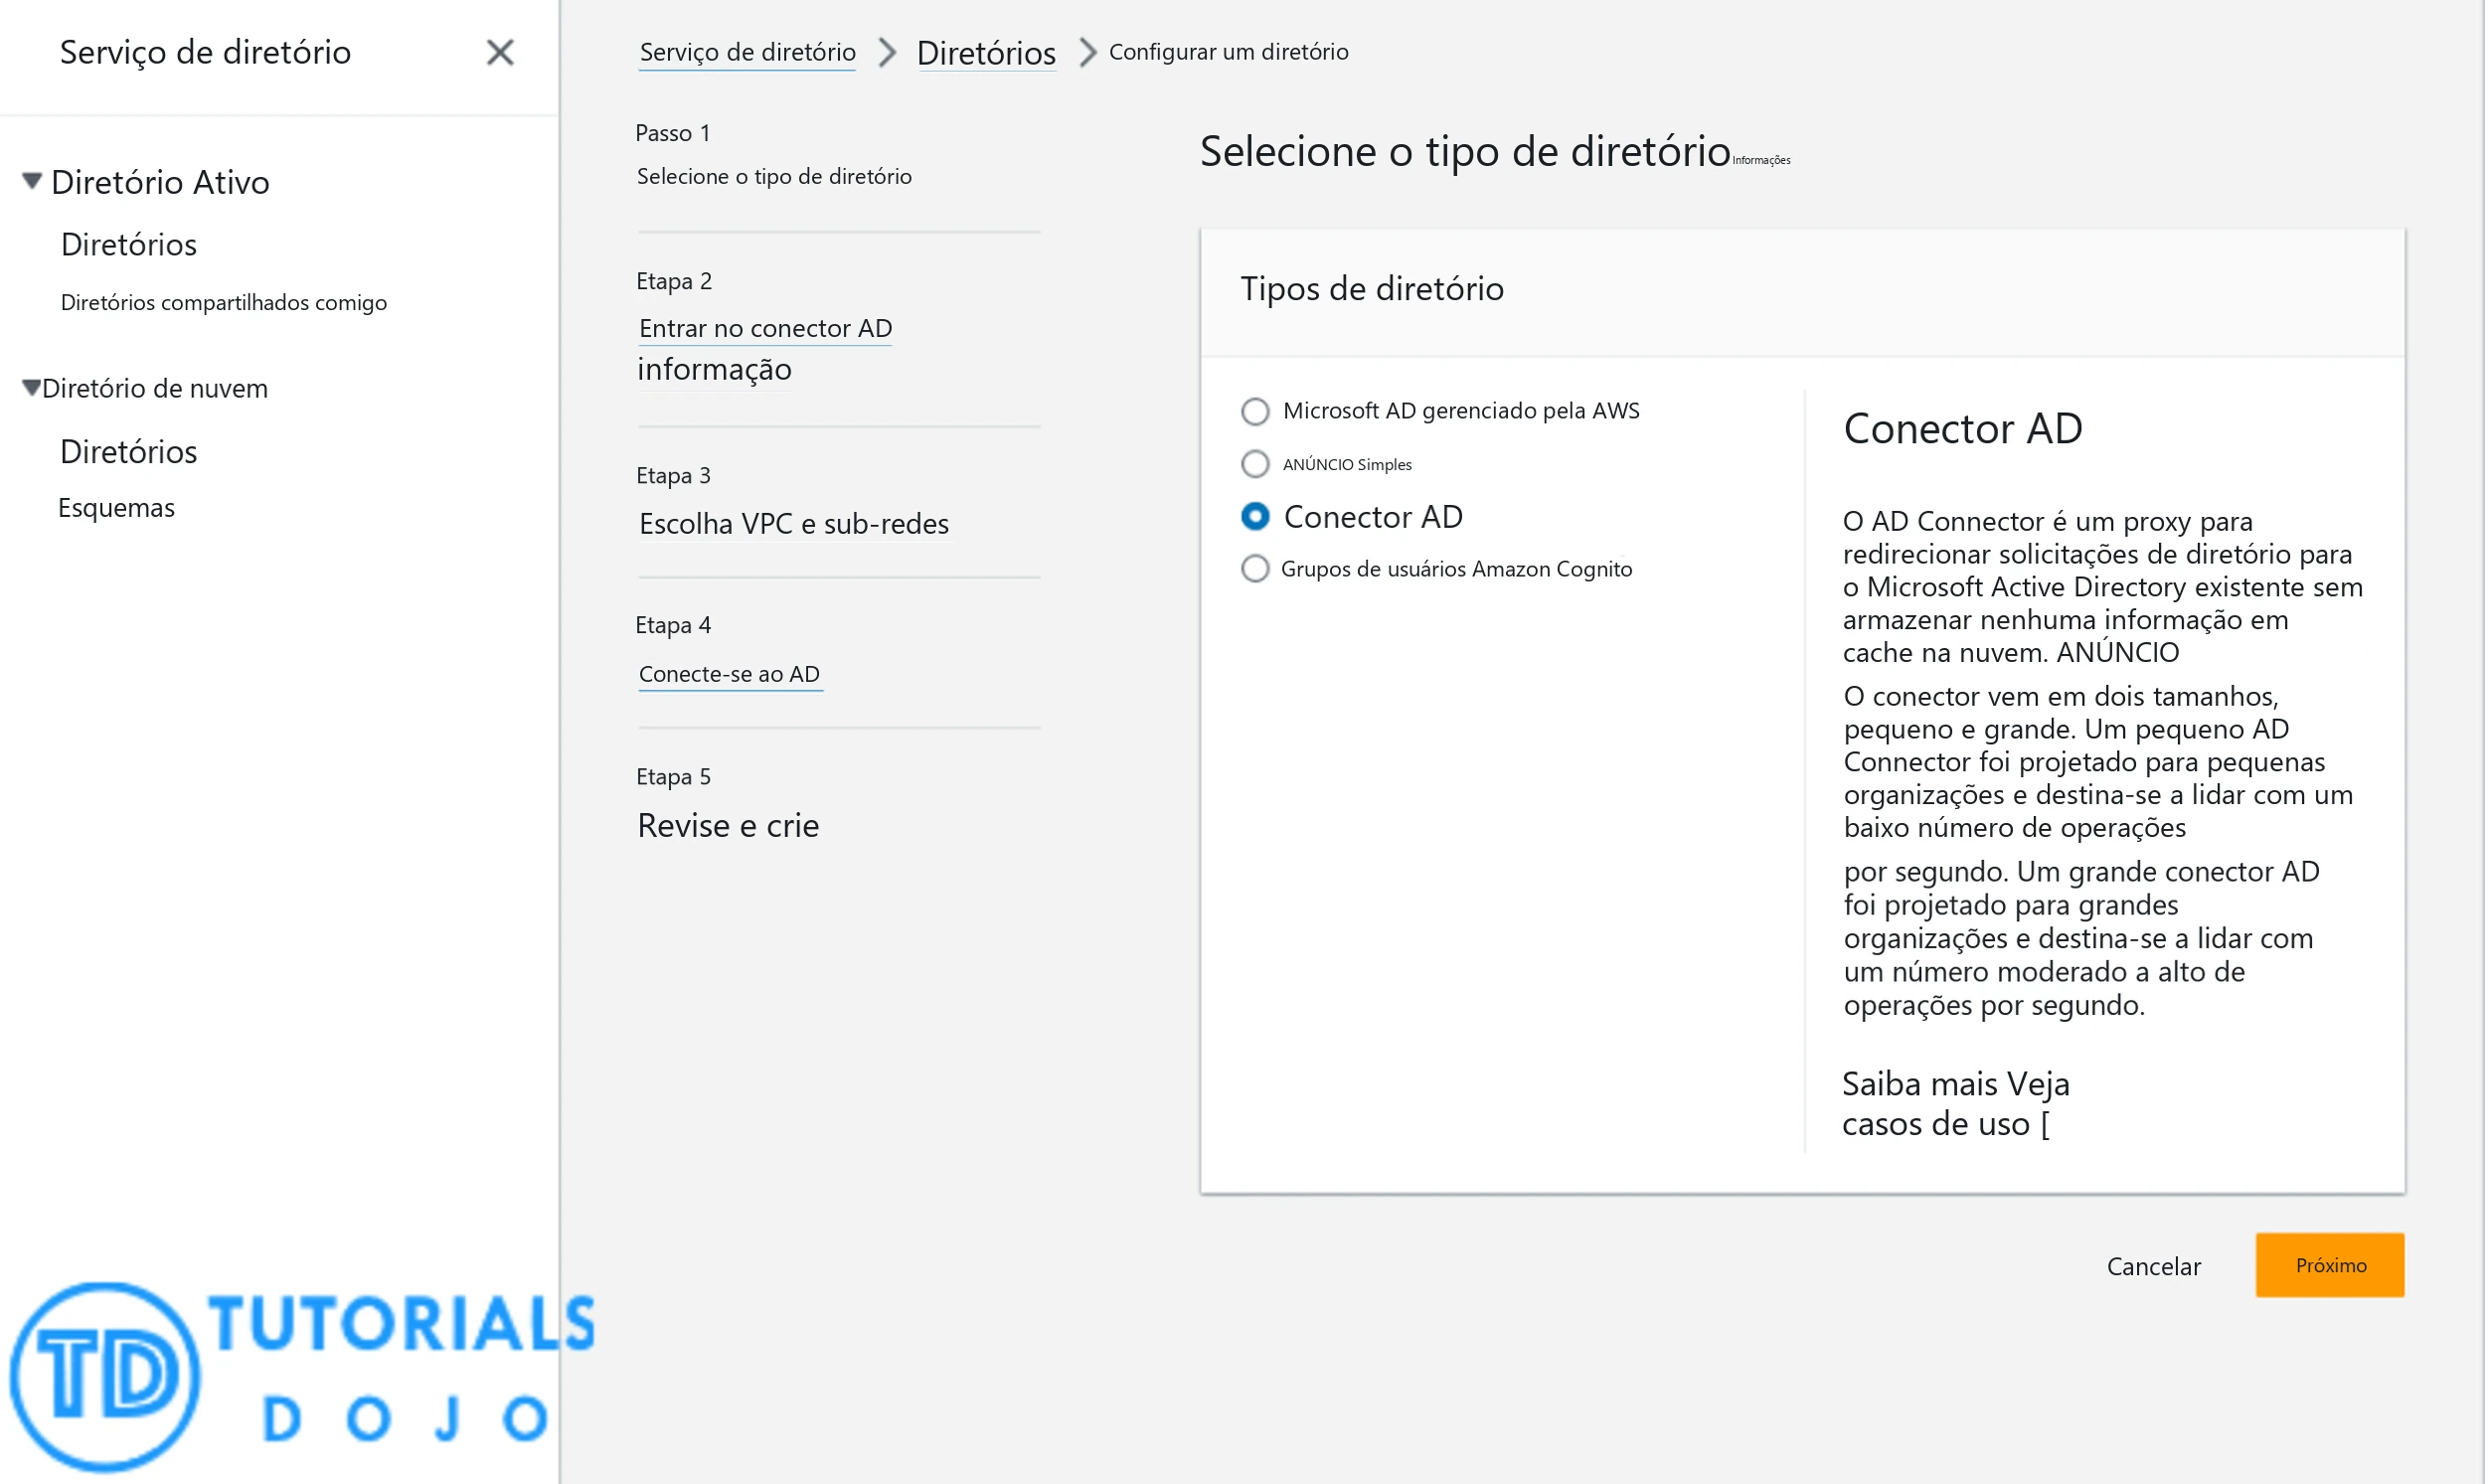 Serviço de diretório
Diretório Ativo
Diretórios
Diretórios compartilhados comigo
Diretório de nuvem
Diretórios
Esquemas
TD TUTORIALS
DOJO
Serviço de diretório > Diretórios > Configurar um diretório
Passo 1
Selecione o tipo de diretório
Etapa 2
Entrar no conector AD
informação
Etapa 3
Escolha VPC e sub-redes
Etapa 4
Conecte-se ao AD
Etapa 5
Revise e crie
Selecione o tipo de diretório Informações
Tipos de diretório
Microsoft AD gerenciado pela AWS
ANÚNCIO Simples
Conector AD
Grupos de usuários Amazon Cognito
Conector AD
O AD Connector é um proxy para
redirecionar solicitações de diretório para
o Microsoft Active Directory existente sem
armazenar nenhuma informação em
cache na nuvem. ANÚNCIO
O conector vem em dois tamanhos,
pequeno e grande. Um pequeno AD
Connector foi projetado para pequenas
organizações e destina-se a lidar com um
baixo número de operações
por segundo. Um grande conector AD
foi projetado para grandes
organizações e destina-se a lidar com
um número moderado a alto de
operações por segundo.
Saiba mais Veja
casos de uso [
Cancelar
Próximo